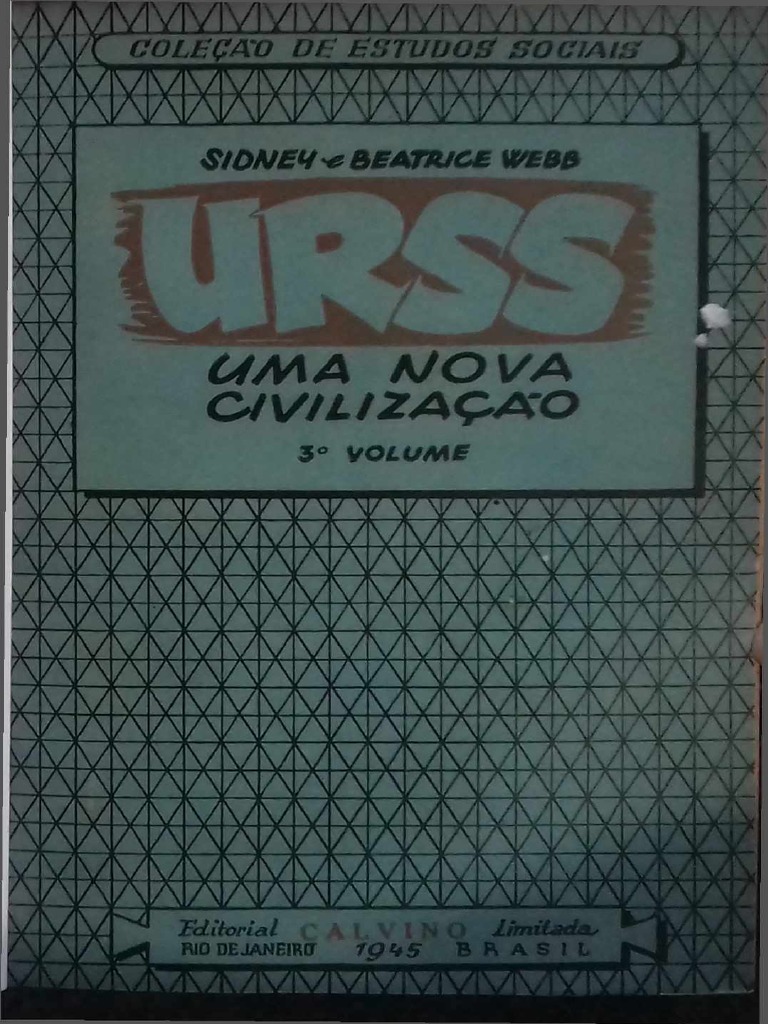 COLEÇÃO DE ESTUDOS SOCIAIS
SIDNEY e BEATRICE WEBB
URSS
UMA NOVA
CIVILIZAÇÃO
3º VOLUME
Editorial CALVINO Limitada
RIO DE JANEIRO 1945 BRASIL